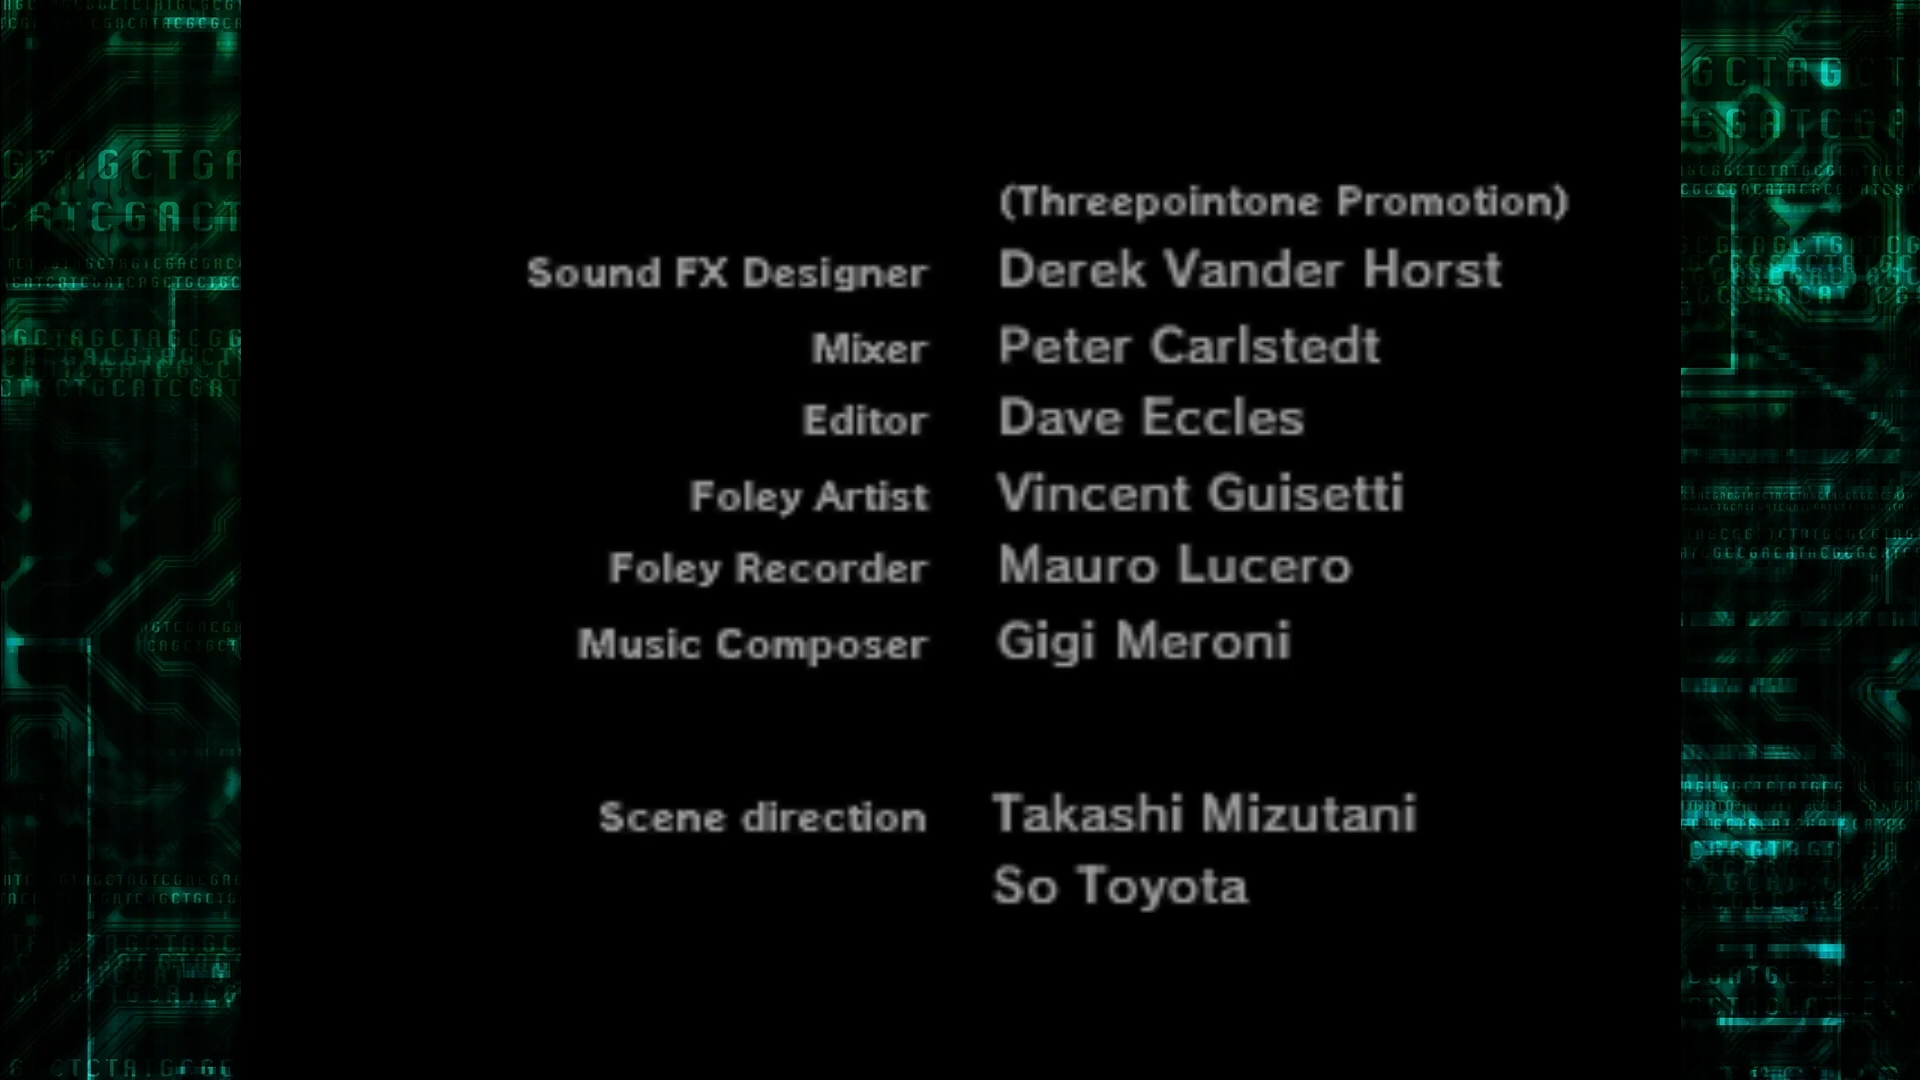 (Threepointone Promotion)
Sound FX Designer Derek Vander Horst
Mixer Peter Carlstedt
Editor Dave Eccles
Foley Artist Vincent Guisetti
Foley Recorder Mauro Lucero
Music Composer Gigi Meroni
Scene direction Takashi Mizutani
So Toyota